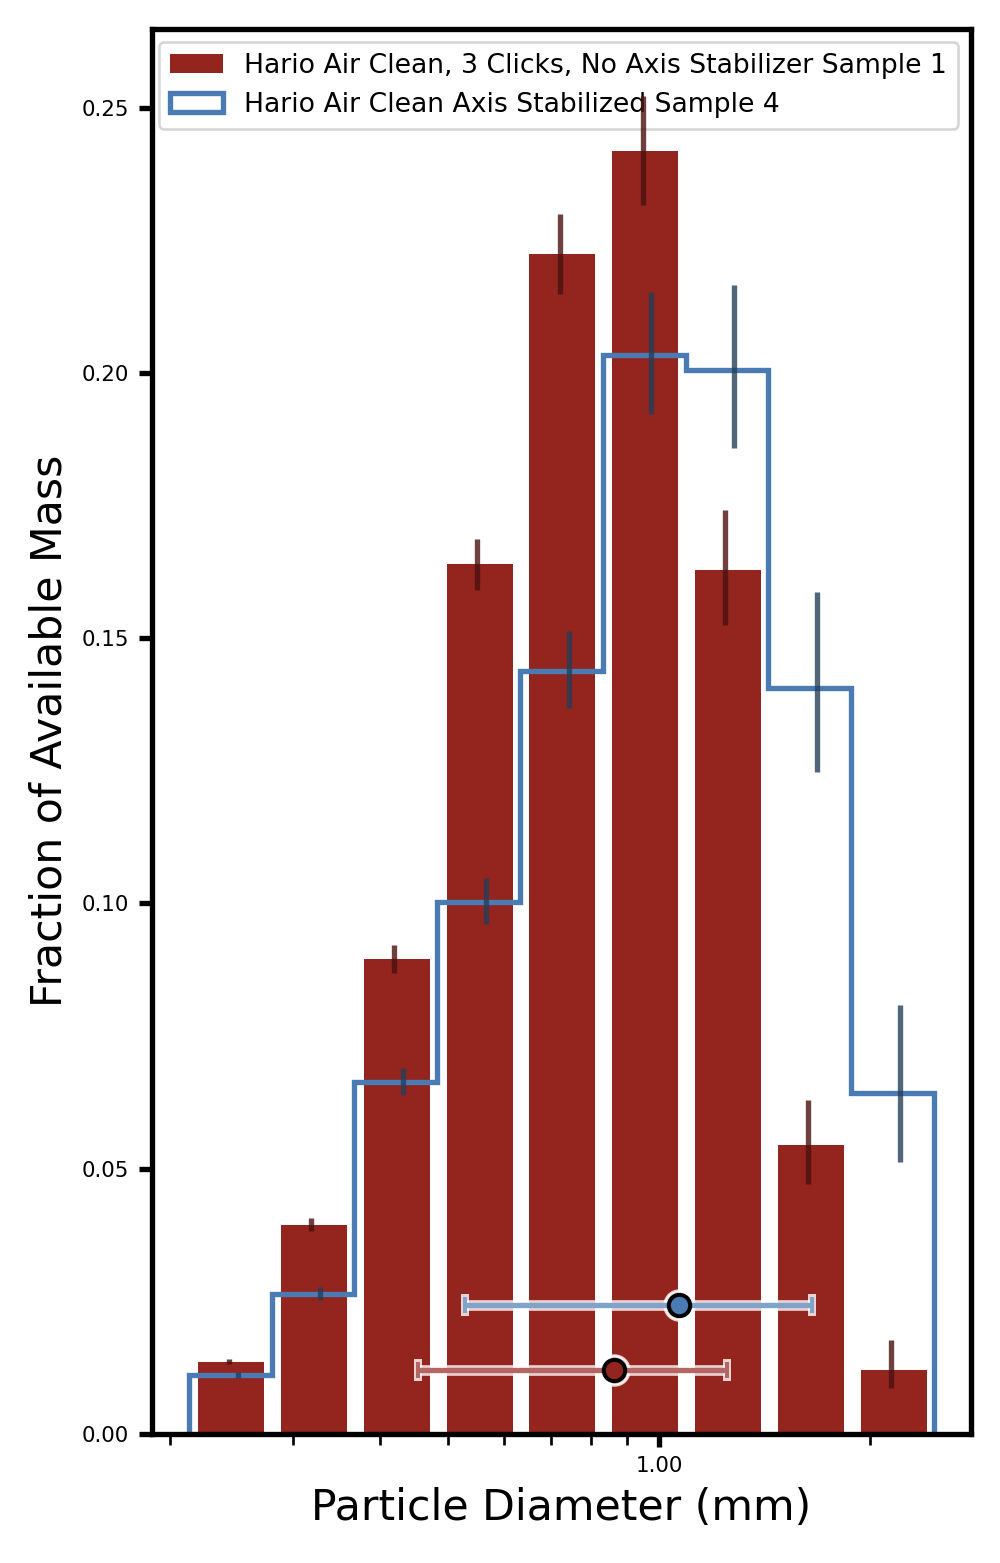 Hario Air Clean, 3 Clicks, No Axis Stabilizer Sample 1
Hario Air Clean Axis Stabilized Sample 4
0.25
0.20
0.15
0.10
0.05
0.00
Fraction of Available Mass
1.00
Particle Diameter (mm)